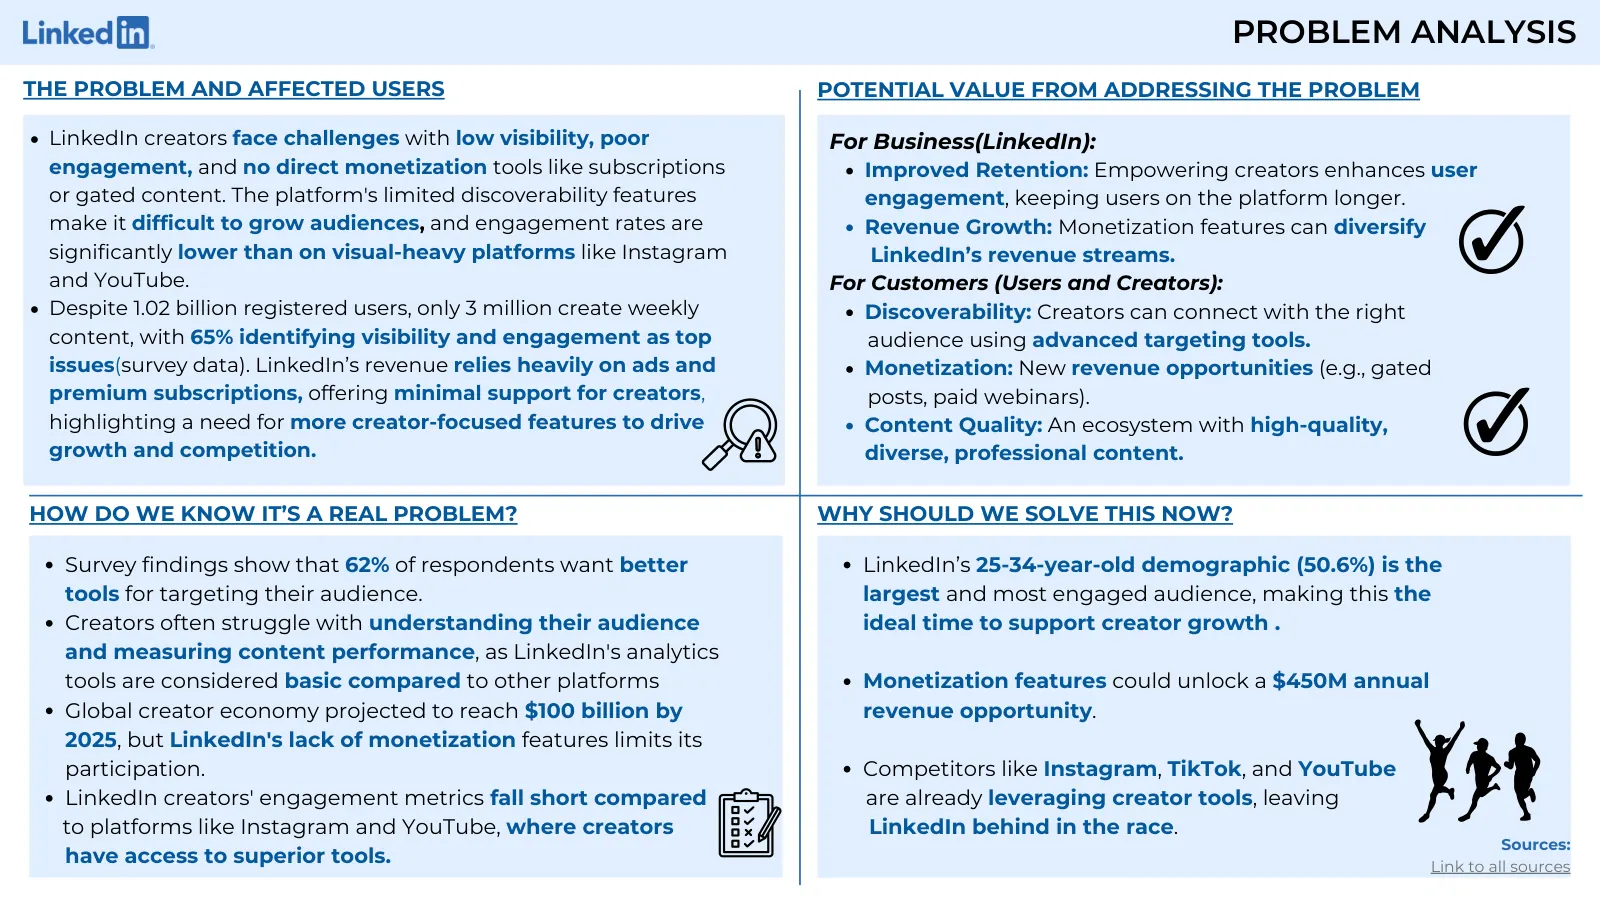 LinkedIn
PROBLEM ANALYSIS
THE PROBLEM AND AFFECTED USERS
• LinkedIn creators face challenges with low visibility, poor
engagement, and no direct monetization tools like subscriptions
or gated content. The platform's limited discoverability features
make it difficult to grow audiences, and engagement rates are
significantly lower than on visual-heavy platforms like Instagram
and YouTube.
• Despite 1.02 billion registered users, only 3 million create weekly
content, with 65% identifying visibility and engagement as top
issues(survey data). LinkedIn’s revenue relies heavily on ads and
premium subscriptions, offering minimal support for creators,
highlighting a need for more creator-focused features to drive
growth and competition.
POTENTIAL VALUE FROM ADDRESSING THE PROBLEM
For Business(LinkedIn):
• Improved Retention: Empowering creators enhances user
engagement, keeping users on the platform longer.
• Revenue Growth: Monetization features can diversify
LinkedIn’s revenue streams.
For Customers (Users and Creators):
• Discoverability: Creators can connect with the right
audience using advanced targeting tools.
• Monetization: New revenue opportunities (e.g., gated
posts, paid webinars).
• Content Quality: An ecosystem with high-quality,
diverse, professional content.
HOW DO WE KNOW IT’S A REAL PROBLEM?
• Survey findings show that 62% of respondents want better
tools for targeting their audience.
• Creators often struggle with understanding their audience
and measuring content performance, as LinkedIn's analytics
tools are considered basic compared to other platforms
• Global creator economy projected to reach $100 billion by
2025, but LinkedIn's lack of monetization features limits its
participation.
• LinkedIn creators' engagement metrics fall short compared
to platforms like Instagram and YouTube, where creators
have access to superior tools.
WHY SHOULD WE SOLVE THIS NOW?
• LinkedIn’s 25-34-year-old demographic (50.6%) is the
largest and most engaged audience, making this the
ideal time to support creator growth .
• Monetization features could unlock a $450M annual
revenue opportunity.
• Competitors like Instagram, TikTok, and YouTube
are already leveraging creator tools, leaving
LinkedIn behind in the race.
Sources:
Link to all sources